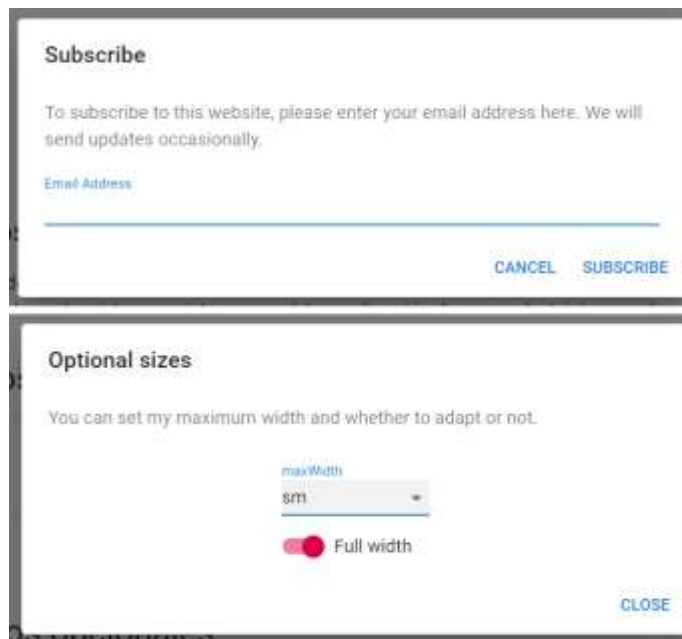 Subscribe
To subscribe to this website, please enter your email address here. We will
send updates occasionally.
Email Address
CANCEL SUBSCRIBE
Optional sizes
You can set my maximum width and whether to adapt or not.
maxWidth
sm
Full width
CLOSE